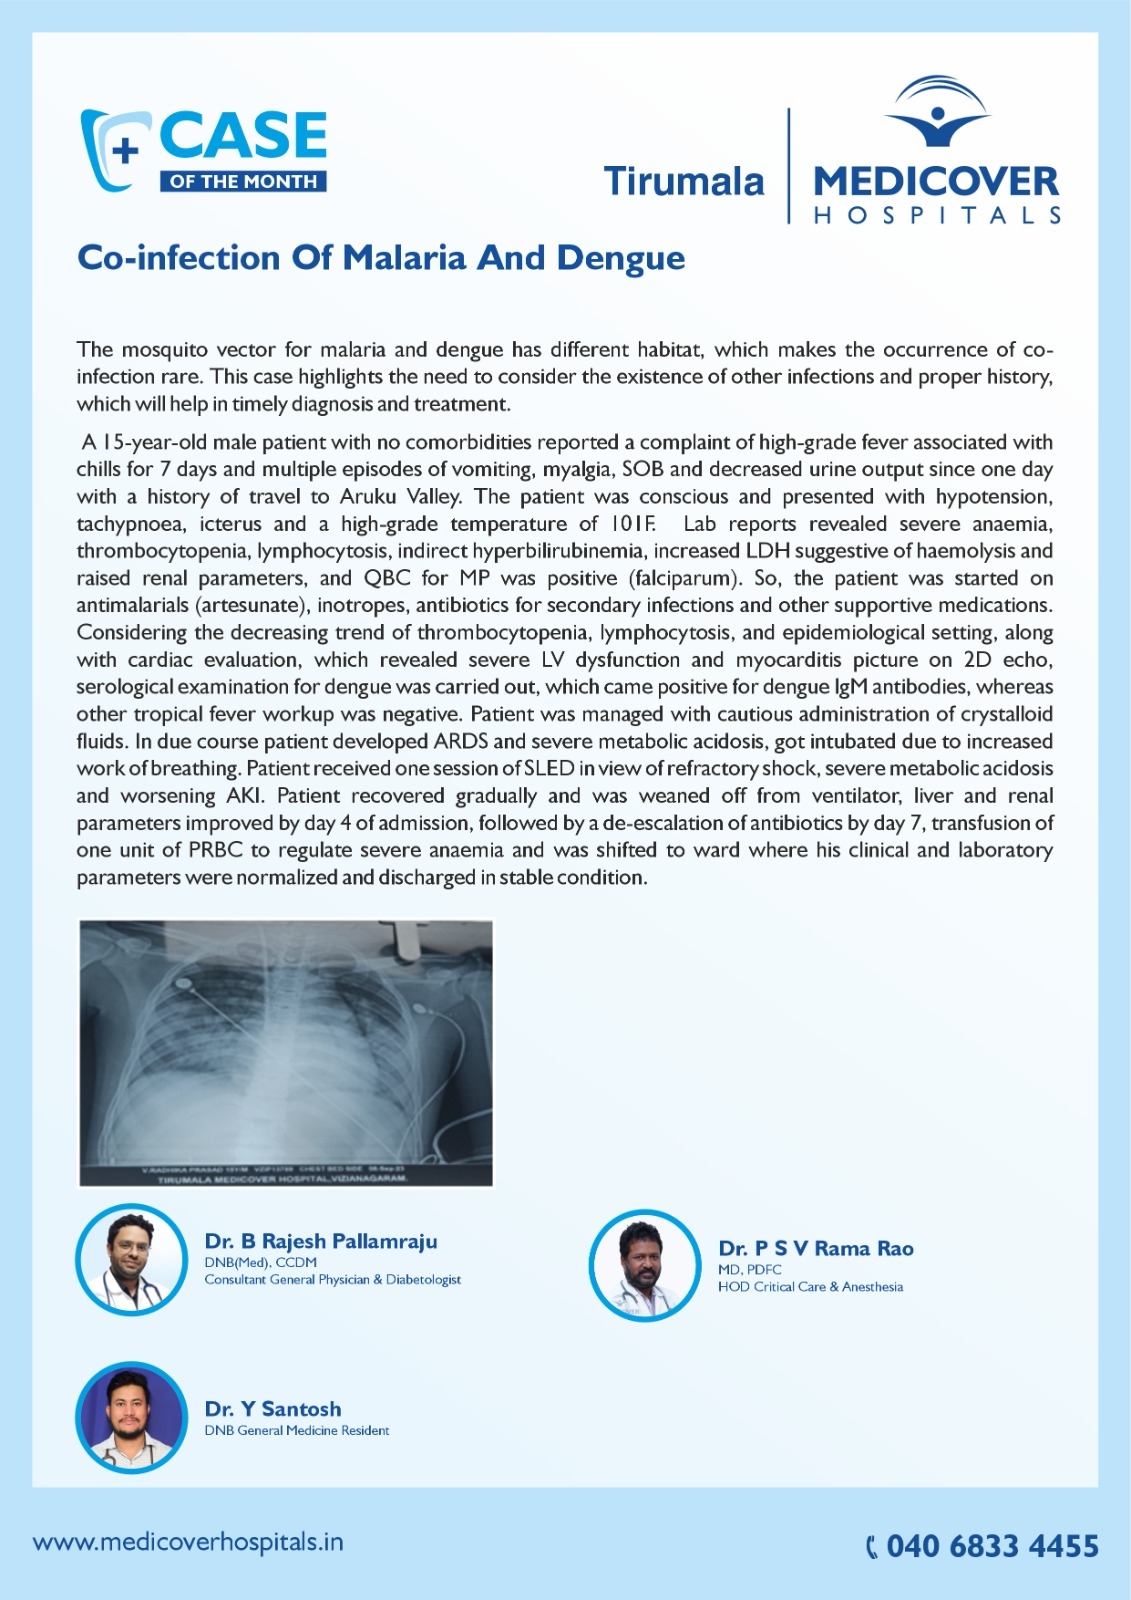 CASE
OF THE MONTH
Tirumala
MEDICOVER
HOSPITALS
Co-infection Of Malaria And Dengue
The mosquito vector for malaria and dengue has different habitat, which makes the occurrence of co-
infection rare. This case highlights the need to consider the existence of other infections and proper history,
which will help in timely diagnosis and treatment.
A 15-year-old male patient with no comorbidities reported a complaint of high-grade fever associated with
chills for 7 days and multiple episodes of vomiting, myalgia, SOB and decreased urine output since one day
with a history of travel to Aruku Valley. The patient was conscious and presented with hypotension,
tachypnoea, icterus and a high-grade temperature of 101F. Lab reports revealed severe anaemia,
thrombocytopenia, lymphocytosis, indirect hyperbilirubinemia, increased LDH suggestive of haemolysis and
raised renal parameters, and QBC for MP was positive (falciparum). So, the patient was started on
antimalarials (artesunate), inotropes, antibiotics for secondary infections and other supportive medications.
Considering the decreasing trend of thrombocytopenia, lymphocytosis, and epidemiological setting, along
with cardiac evaluation, which revealed severe LV dysfunction and myocarditis picture on 2D echo,
serological examination for dengue was carried out, which came positive for dengue IgM antibodies, whereas
other tropical fever workup was negative. Patient was managed with cautious administration of crystalloid
fluids. In due course patient developed ARDS and severe metabolic acidosis, got intubated due to increased
work of breathing. Patient received one session of SLED in view of refractory shock, severe metabolic acidosis
and worsening AKI. Patient recovered gradually and was weaned off from ventilator, liver and renal
parameters improved by day 4 of admission, followed by a de-escalation of antibiotics by day 7, transfusion of
one unit of PRBC to regulate severe anaemia and was shifted to ward where his clinical and laboratory
parameters were normalized and discharged in stable condition.
V.RADHIKA PRASAD 15Y/M CHEST BED SIDE
TIRUMALA MEDICOVER HOSPITAL,VIZIANAGARAM.
Dr. B Rajesh Pallamraju
DNB(Med), CCDM
Consultant General Physician & Diabetologist
Dr. P S V Rama Rao
MD, PDFC
HOD Critical Care & Anesthesia
Dr. Y Santosh
DNB General Medicine Resident
www.medicoverhospitals.in
040 6833 4455